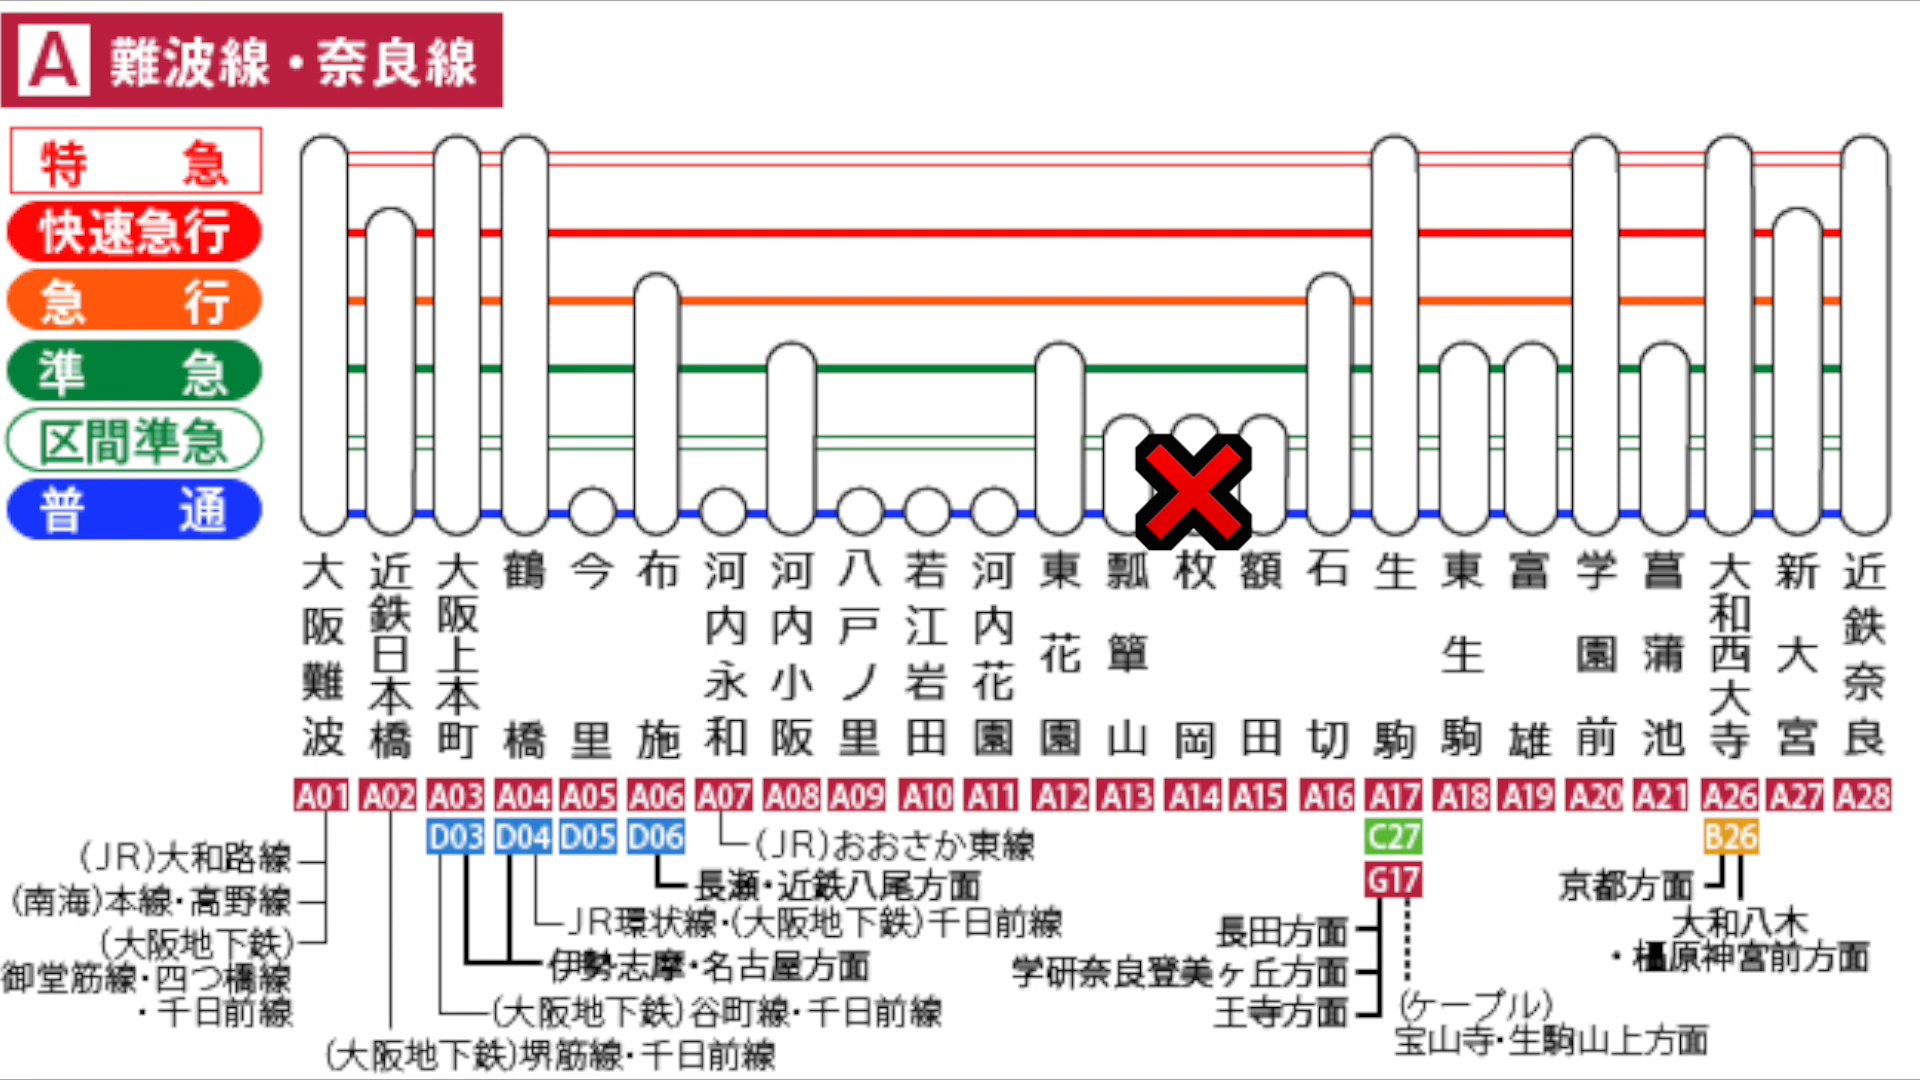 A 難波線・奈良線
特急
快速急行
急行
準急
区間準急
普通
大阪難波
近鉄日本橋
大阪上本町
鶴橋
今里
布施
河内永和
河内小阪
八戸ノ里
若江岩田
河内花園
東花園
瓢箪山
枚岡
額田
石切
生駒
東生駒
富雄
学園前
菖蒲池
大和西大寺
新大宮
近鉄奈良
A01 A02 A03 A04 A05 A06 A07 A08 A09 A10 A11 A12 A13 A14 A15 A16 A17 A18 A19 A20 A21 A26 A27 A28
D03 D04 D05 D06 C27 B26
G17
(JR)大和路線
(南海)本線・高野線
(大阪地下鉄)
御堂筋線・四つ橋線
・千日前線
(大阪地下鉄)堺筋線・千日前線
(大阪地下鉄)谷町線・千日前線
伊勢志摩・名古屋方面
JR環状線・(大阪地下鉄)千日前線
長瀬・近鉄八尾方面
(JR)おおさか東線
長田方面
学研奈良登美ヶ丘方面
王寺方面
(ケーブル)
宝山寺・生駒山上方面
京都方面
大和八木
・橿原神宮前方面